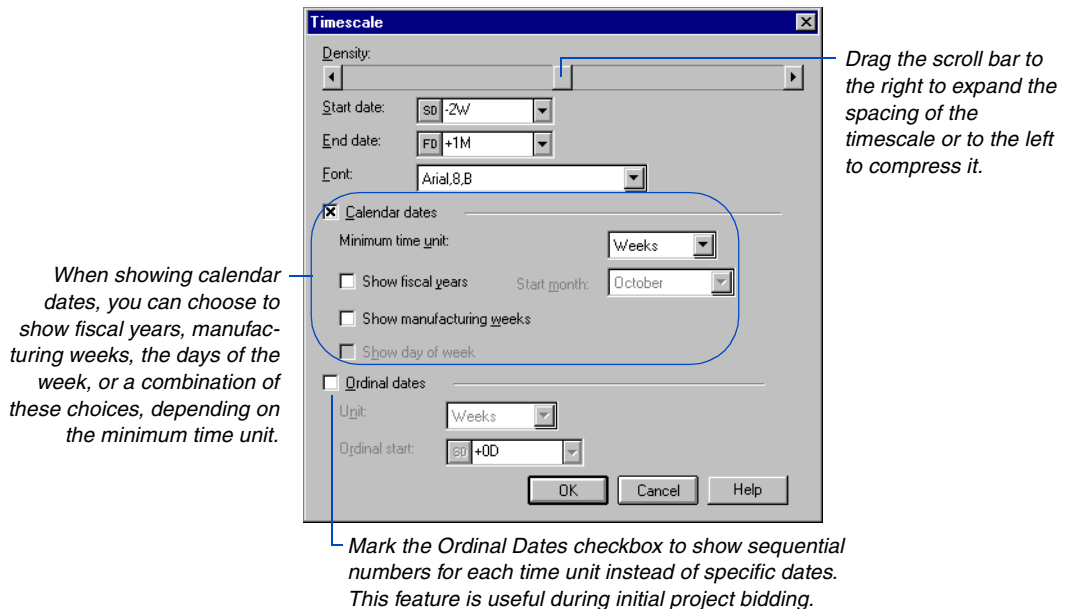 Timescale
Density:
Start date:
SD -2W
End date:
FD +1M
Font:
Arial,8,B
Calendar dates
Minimum time unit:
Weeks
Show fiscal years
Start month:
October
Show manufacturing weeks
Show day of week
Ordinal dates
Unit:
Weeks
Ordinal start:
SD +0D
OK
Cancel
Help
Drag the scroll bar to
the right to expand the
spacing of the
timescale or to the left
to compress it.
When showing calendar
dates, you can choose to
show fiscal years, manufac-
turing weeks, the days of the
week, or a combination of
these choices, depending on
the minimum time unit.
Mark the Ordinal Dates checkbox to show sequential
numbers for each time unit instead of specific dates.
This feature is useful during initial project bidding.